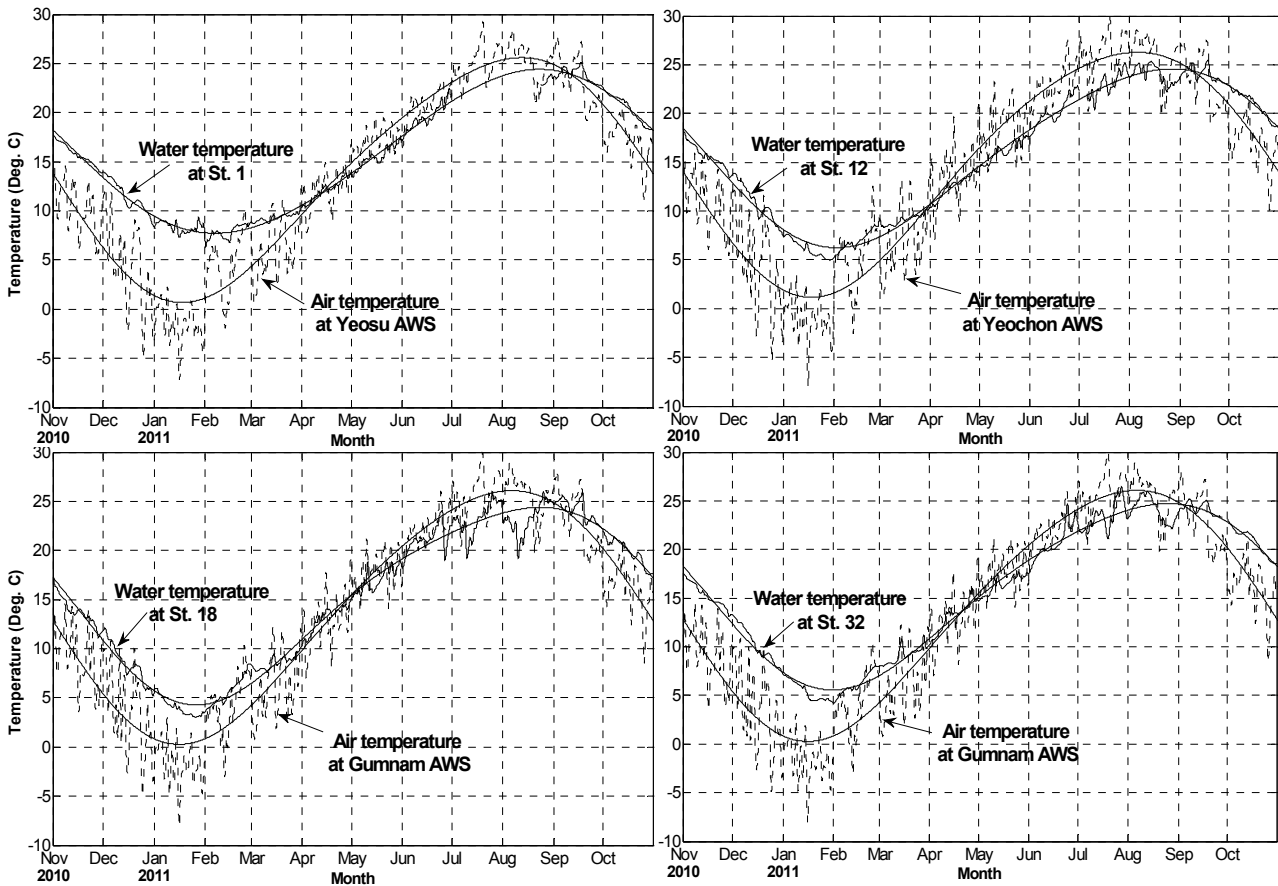 30
25
20
15
10
5
0
-5
-10
Temperature (Deg. C)
Water temperature
at St. 1
Air temperature
at Yeosu AWS
Nov Dec Jan Feb Mar Apr May Jun Jul Aug Sep Oct
2010 2011 Month
30
25
20
15
10
5
0
-5
-10
Water temperature
at St. 12
Air temperature
at Yeochon AWS
Nov Dec Jan Feb Mar Apr May Jun Jul Aug Sep Oct
2010 2011 Month
30
25
20
15
10
5
0
-5
-10
Temperature (Deg. C)
Water temperature
at St. 18
Air temperature
at Gumnam AWS
Nov Dec Jan Feb Mar Apr May Jun Jul Aug Sep Oct
2010 2011 Month
30
25
20
15
10
5
0
-5
-10
Water temperature
at St. 32
Air temperature
at Gumnam AWS
Nov Dec Jan Feb Mar Apr May Jun Jul Aug Sep Oct
2010 2011 Month